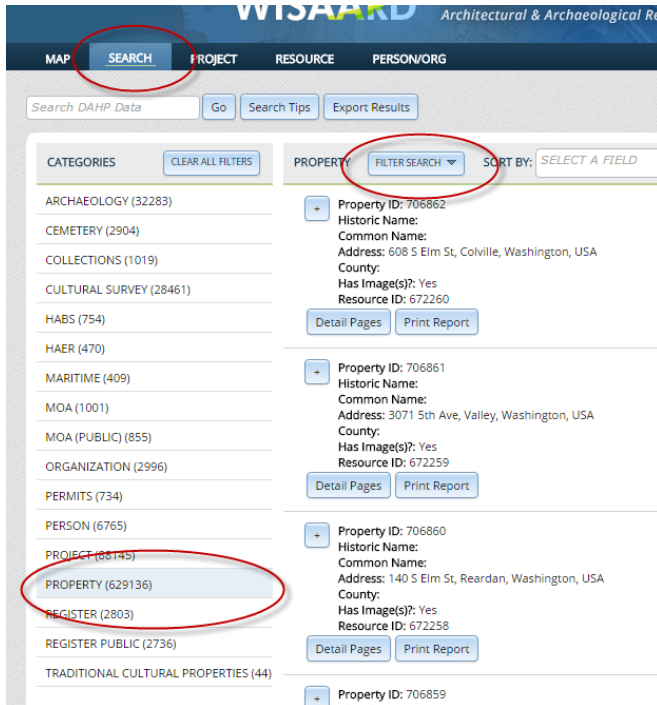 WISAARD
Architectural & Archaeological Re
MAP SEARCH PROJECT RESOURCE PERSON/ORG
Search DAHP Data Go Search Tips Export Results
CATEGORIES CLEAR ALL FILTERS
ARCHAEOLOGY (32283)
CEMETERY (2904)
COLLECTIONS (1019)
CULTURAL SURVEY (28461)
HABS (754)
HAER (470)
MARITIME (409)
MOA (1001)
MOA (PUBLIC) (855)
ORGANIZATION (2996)
PERMITS (734)
PERSON (6765)
PROJECT (88145)
PROPERTY (629136)
REGISTER (2803)
REGISTER PUBLIC (2736)
TRADITIONAL CULTURAL PROPERTIES (44)
PROPERTY FILTER SEARCH SORT BY: SELECT A FIELD
+ Property ID: 706862
Historic Name:
Common Name:
Address: 608 S Elm St, Colville, Washington, USA
County:
Has Image(s)?: Yes
Resource ID: 672260
Detail Pages Print Report
+ Property ID: 706861
Historic Name:
Common Name:
Address: 3071 5th Ave, Valley, Washington, USA
County:
Has Image(s)?: Yes
Resource ID: 672259
Detail Pages Print Report
+ Property ID: 706860
Historic Name:
Common Name:
Address: 140 S Elm St, Reardan, Washington, USA
County:
Has Image(s)?: Yes
Resource ID: 672258
Detail Pages Print Report
+ Property ID: 706859